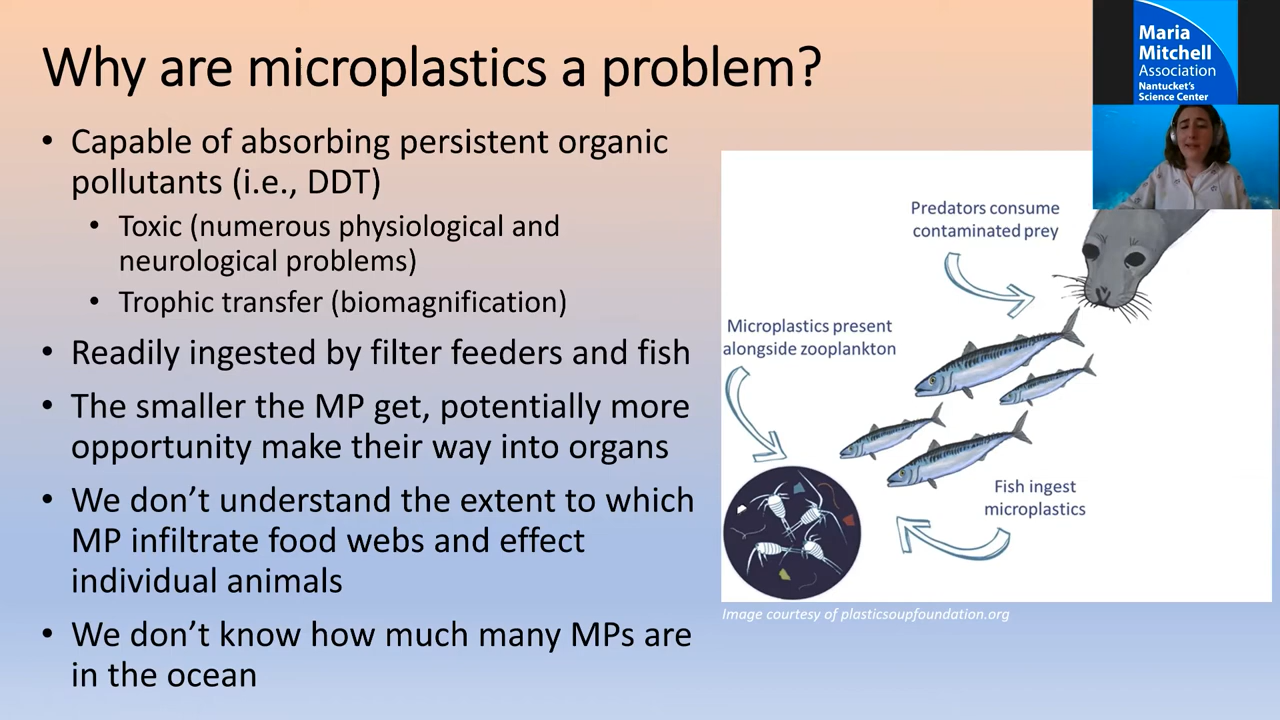 Why are microplastics a problem?
• Capable of absorbing persistent organic
pollutants (i.e., DDT)
• Toxic (numerous physiological and
neurological problems)
• Trophic transfer (biomagnification)
• Readily ingested by filter feeders and fish
• The smaller the MP get, potentially more
opportunity make their way into organs
• We don’t understand the extent to which
MP infiltrate food webs and effect
individual animals
• We don’t know how much many MPs are
in the ocean
Maria
Mitchell
Association
Nantucket's
Science Center
Predators consume
contaminated prey
Microplastics present
alongside zooplankton
Fish ingest
microplastics
Image courtesy of plasticsoupfoundation.org